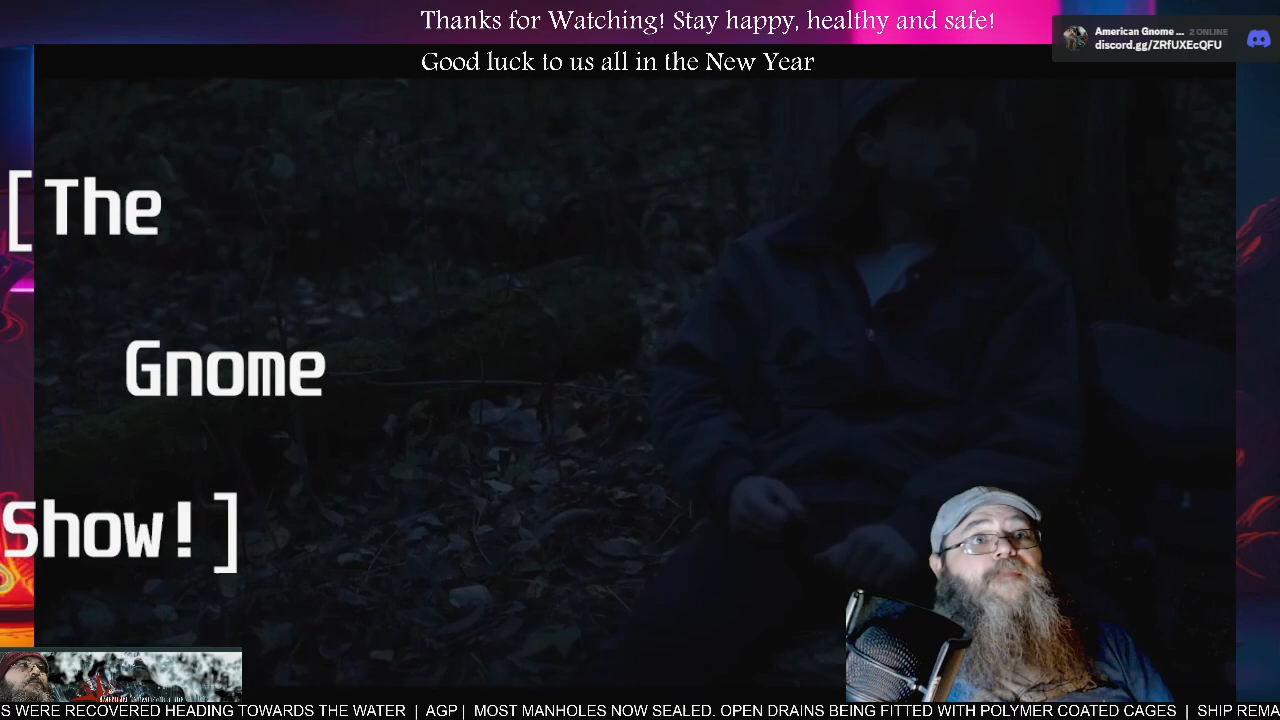 Thanks for Watching! Stay happy, healthy and safe!
American Gnome ... 2 ONLINE
discord.gg/ZRfUXEcQFU
Good luck to us all in the New Year
[The
Gnome
Show!]
S WERE RECOVERED HEADING TOWARDS THE WATER | AGP | MOST MANHOLES NOW SEALED. OPEN DRAINS BEING FITTED WITH POLYMER COATED CAGES | SHIP REMA